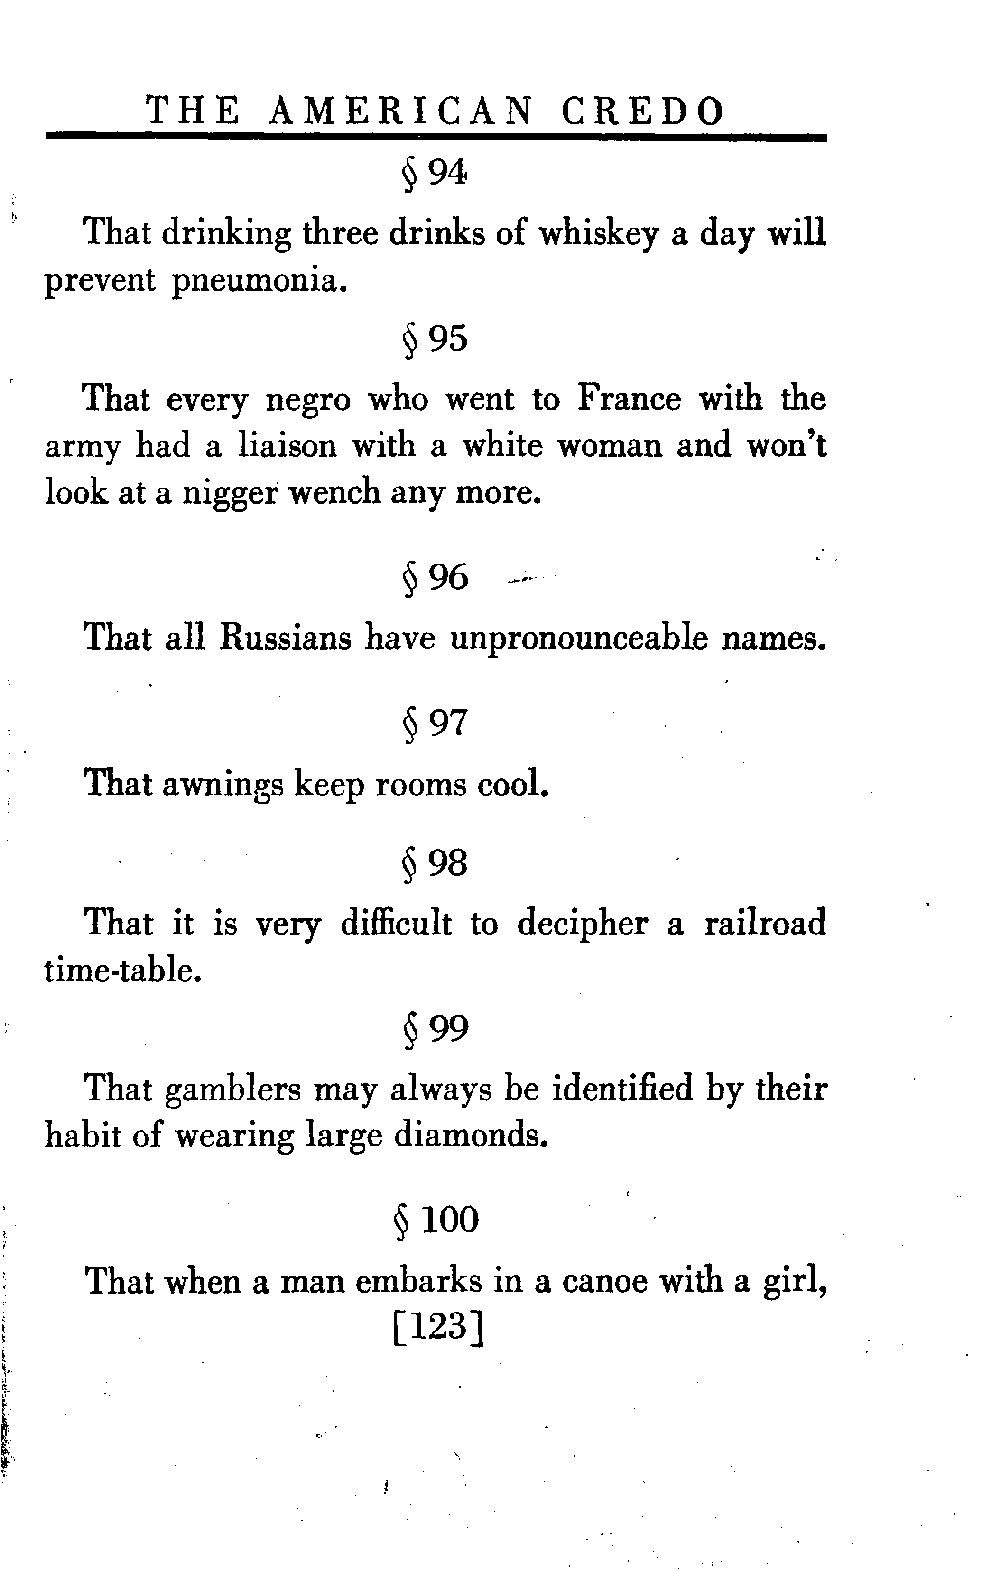 THE AMERICAN CREDO
§ 94
That drinking three drinks of whiskey a day will
prevent pneumonia.
§ 95
That every negro who went to France with the
army had a liaison with a white woman and won't
look at a nigger wench any more.
§ 96
That all Russians have unpronounceable names.
§ 97
That awnings keep rooms cool.
§ 98
That it is very difficult to decipher a railroad
time-table.
§ 99
That gamblers may always be identified by their
habit of wearing large diamonds.
§ 100
That when a man embarks in a canoe with a girl,
[123]